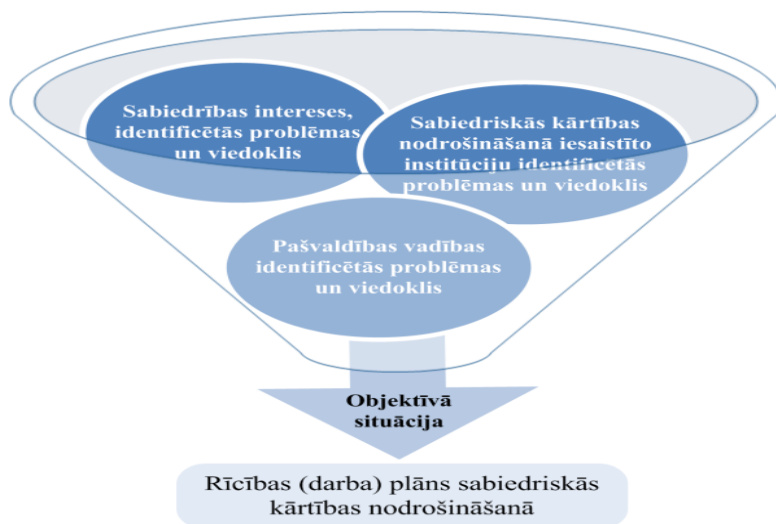 Sabiedrības intereses,
identificētās problēmas
un viedoklis
Sabiedriskās kārtības
nodrošināšanā iesaistīto
institūciju identificētās
problēmas un viedoklis
Pašvaldības vadības
identificētās problēmas
un viedoklis
Objektīvā
situācija
Rīcības (darba) plāns sabiedriskās
kārtības nodrošināšanā